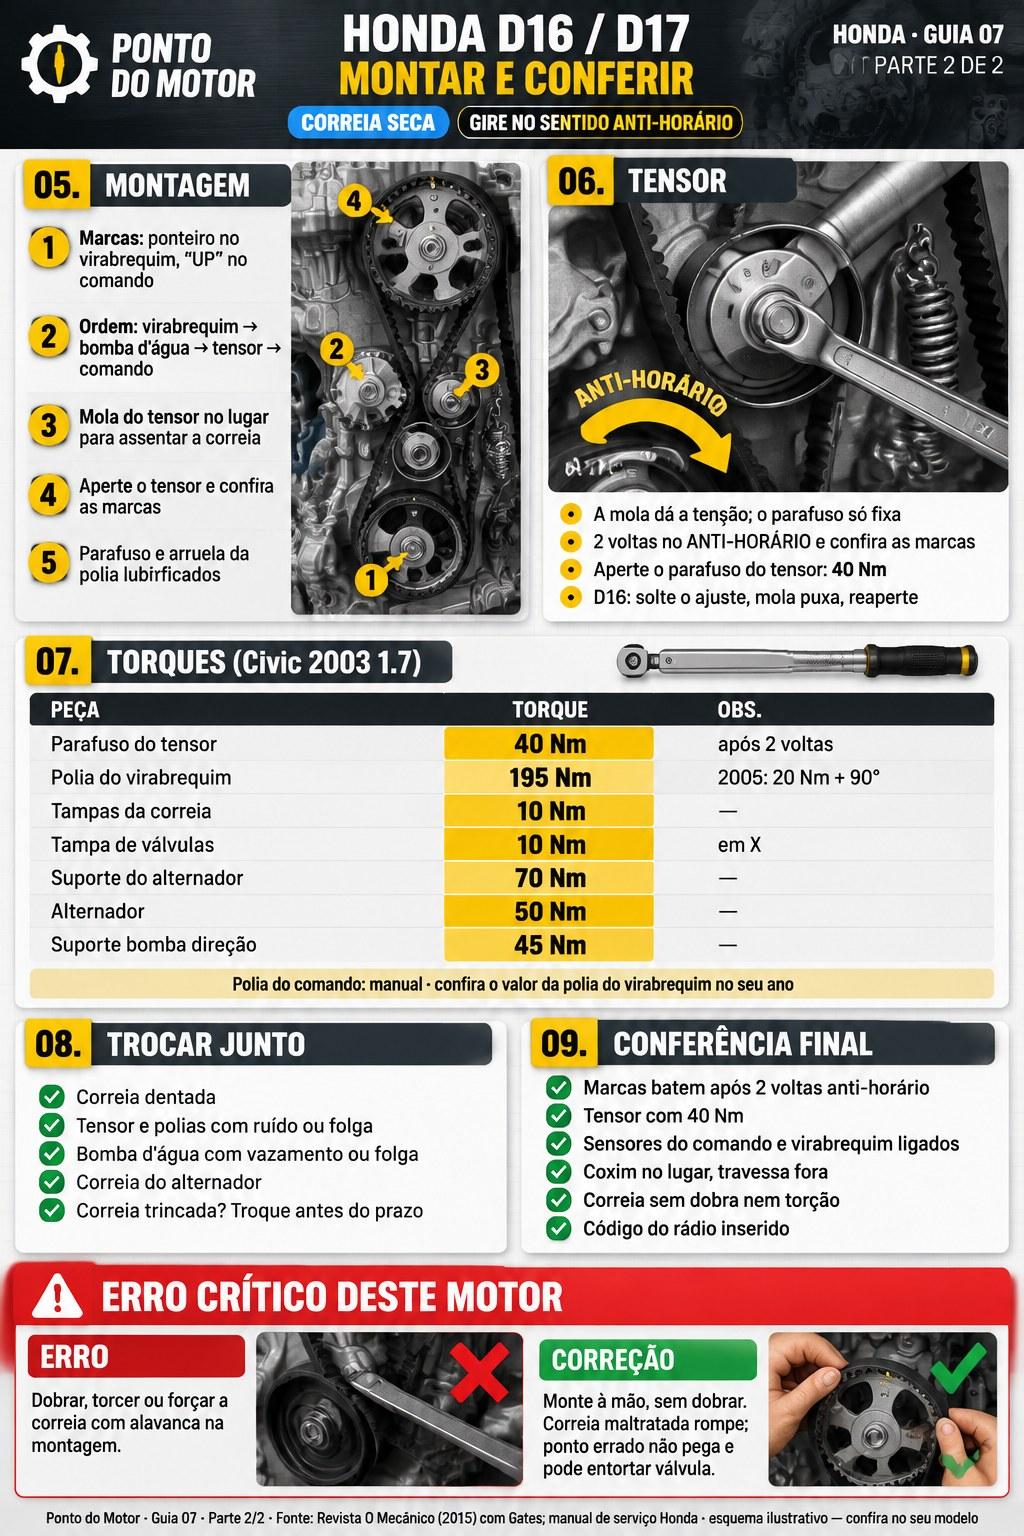 PONTO
DO MOTOR
HONDA D16 / D17
MONTAR E CONFERIR
CORREIA SECA
GIRE NO SENTIDO ANTI-HORÁRIO
HONDA · GUIA 07
PARTE 2 DE 2
05. MONTAGEM
1 Marcas: ponteiro no
virabrequim, “UP” no
comando
2 Ordem: virabrequim →
bomba d'água → tensor →
comando
3 Mola do tensor no lugar
para assentar a correia
4 Aperte o tensor e confira
as marcas
5 Parafuso e arruela da
polia lubirficados
4
2
3
1
06. TENSOR
ANTI-HORÁRIO
A mola dá a tenção; o parafuso só fixa
2 voltas no ANTI-HORÁRIO e confira as marcas
Aperte o parafuso do tensor: 40 Nm
D16: solte o ajuste, mola puxa, reaperte
07. TORQUES (Civic 2003 1.7)
PEÇA TORQUE OBS.
Parafuso do tensor 40 Nm após 2 voltas
Polia do virabrequim 195 Nm 2005: 20 Nm + 90°
Tampas da correia 10 Nm —
Tampa de válvulas 10 Nm em X
Suporte do alternador 70 Nm —
Alternador 50 Nm —
Suporte bomba direção 45 Nm —
Polia do comando: manual · confira o valor da polia do virabrequim no seu ano
08. TROCAR JUNTO
Correia dentada
Tensor e polias com ruído ou folga
Bomba d'água com vazamento ou folga
Correia do alternador
Correia trincada? Troque antes do prazo
09. CONFERÊNCIA FINAL
Marcas batem após 2 voltas anti-horário
Tensor com 40 Nm
Sensores do comando e virabrequim ligados
Coxim no lugar, travessa fora
Correia sem dobra nem torção
Código do rádio inserido
ERRO CRÍTICO DESTE MOTOR
ERRO
Dobrar, torcer ou forçar a
correia com alavanca na
montagem.
CORREÇÃO
Monte à mão, sem dobrar.
Correia maltratada rompe;
ponto errado não pega e
pode entortar válvula.
Ponto do Motor · Guia 07 · Parte 2/2 · Fonte: Revista O Mecánico (2015) com Gates; manual de serviço Honda · esquema ilustrativo — confira no seu modelo